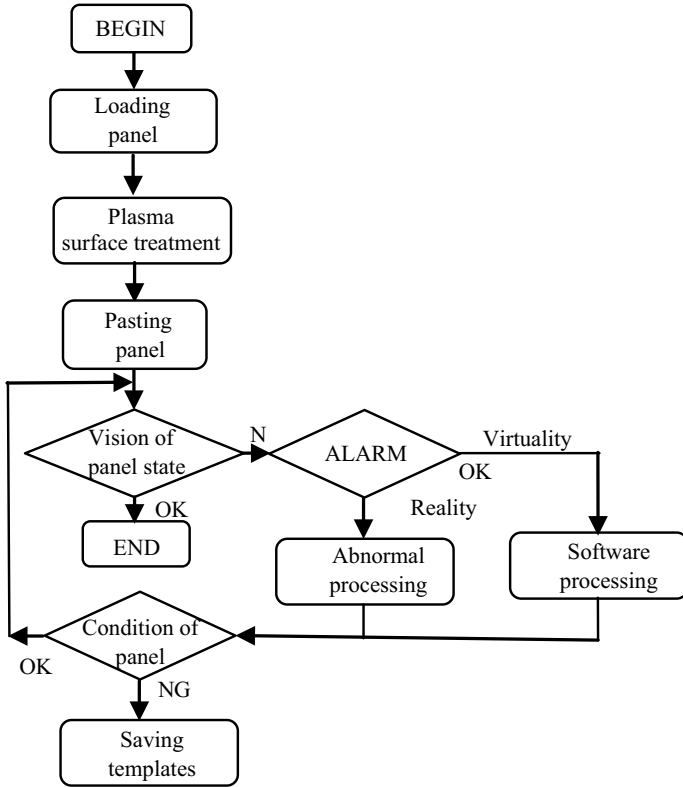 BEGIN
Loading
panel
Plasma
surface treatment
Pasting
panel
Vision of
panel state
N
ALARM
Virtuality
OK
OK
Reality
END
Abnormal
processing
Software
processing
Condition of
panel
OK
NG
Saving
templates